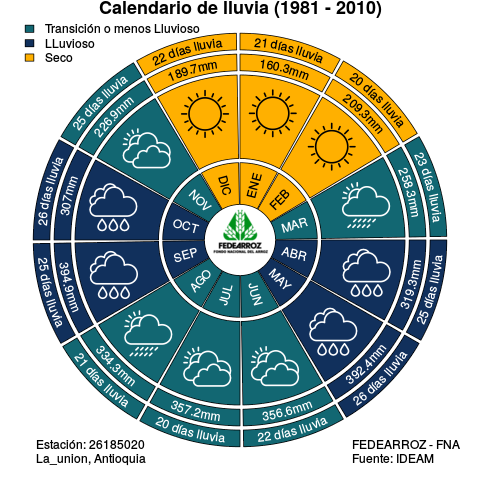 Calendario de lluvia (1981 - 2010)
Transición o menos Lluvioso
LLuvioso
Seco
21 días lluvia
160.3mm
ENE
20 días lluvia
209.3mm
FEB
23 días lluvia
258.3mm
MAR
25 días lluvia
319.3mm
ABR
26 días lluvia
392.4mm
MAY
22 días lluvia
356.6mm
JUN
20 días lluvia
357.2mm
JUL
21 días lluvia
334.3mm
AGO
25 días lluvia
394.9mm
SEP
26 días lluvia
307mm
OCT
25 días lluvia
226.9mm
NOV
22 días lluvia
189.7mm
DIC
FEDEARROZ
FONDO NACIONAL DEL ARROZ
Estación: 26185020
La_union, Antioquia
FEDEARROZ - FNA
Fuente: IDEAM